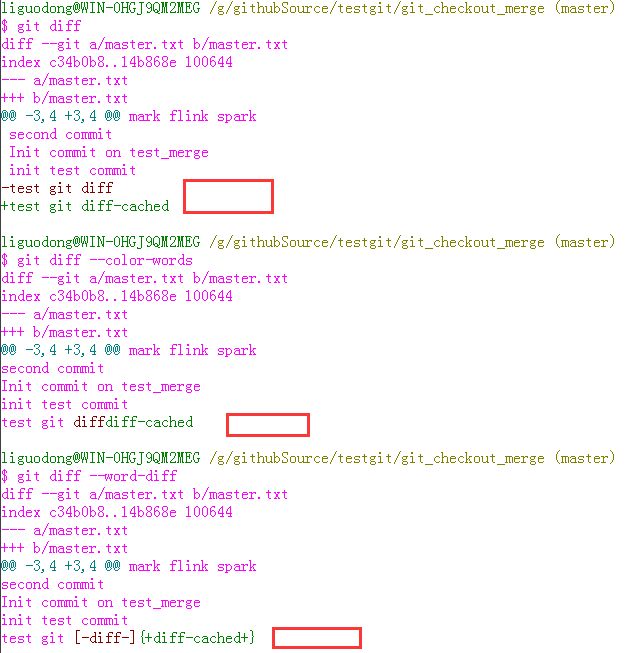 liguodong@WIN-0HGJ9QM2MEG /g/githubSource/testgit/git_checkout_merge (master)
$ git diff
diff --git a/master.txt b/master.txt
index c34b0b8..14b868e 100644
--- a/master.txt
+++ b/master.txt
@@ -3,4 +3,4 @@ mark flink spark
 second commit
 Init commit on test_merge
 init test commit
-test git diff
+test git diff-cached

liguodong@WIN-0HGJ9QM2MEG /g/githubSource/testgit/git_checkout_merge (master)
$ git diff --color-words
diff --git a/master.txt b/master.txt
index c34b0b8..14b868e 100644
--- a/master.txt
+++ b/master.txt
@@ -3,4 +3,4 @@ mark flink spark
second commit
Init commit on test_merge
init test commit
test git diffdiff-cached

liguodong@WIN-0HGJ9QM2MEG /g/githubSource/testgit/git_checkout_merge (master)
$ git diff --word-diff
diff --git a/master.txt b/master.txt
index c34b0b8..14b868e 100644
--- a/master.txt
+++ b/master.txt
@@ -3,4 +3,4 @@ mark flink spark
second commit
Init commit on test_merge
init test commit
test git [-diff-]{+diff-cached+}